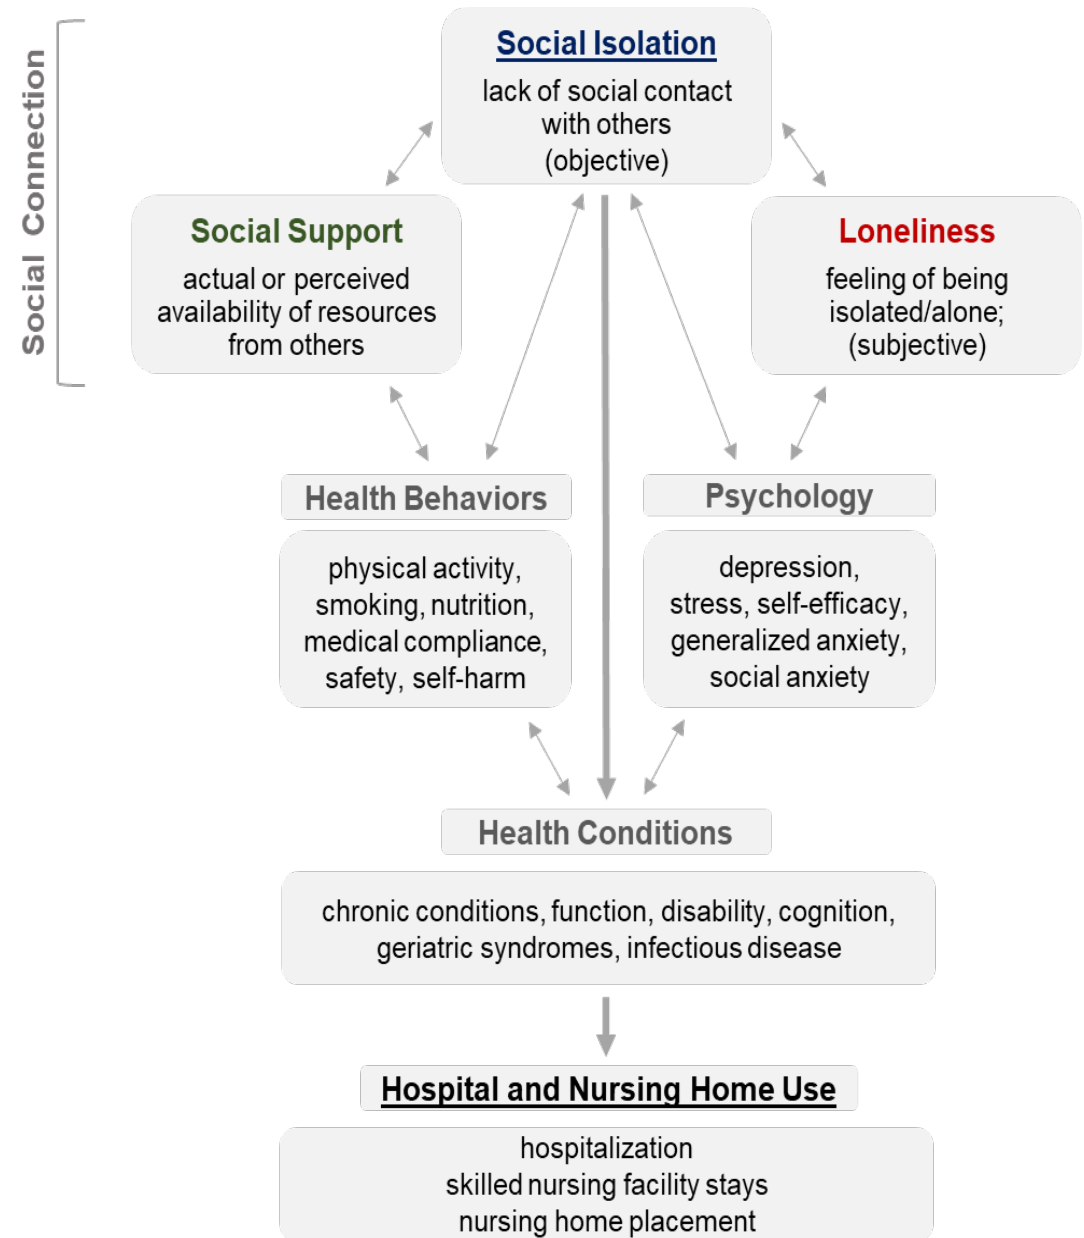 Social Connection
Social Isolation
lack of social contact
with others
(objective)
Social Support
actual or perceived
availability of resources
from others
Loneliness
feeling of being
isolated/alone;
(subjective)
Health Behaviors
physical activity,
smoking, nutrition,
medical compliance,
safety, self-harm
Psychology
depression,
stress, self-efficacy,
generalized anxiety,
social anxiety
Health Conditions
chronic conditions, function, disability, cognition,
geriatric syndromes, infectious disease
Hospital and Nursing Home Use
hospitalization
skilled nursing facility stays
nursing home placement